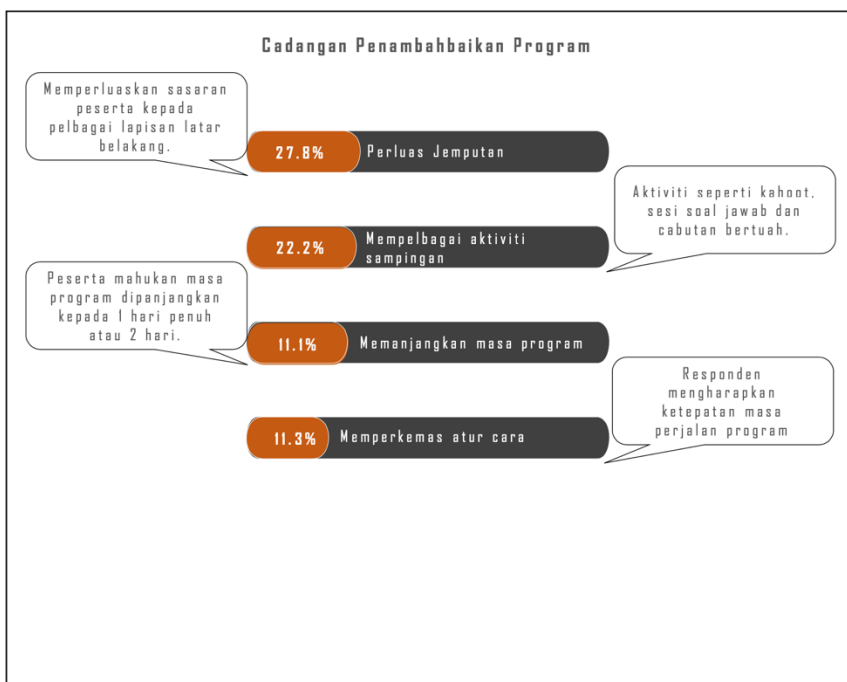 Cadangan Penambahbaikan Program
Memperluaskan sasaran
peserta kepada
pelbagai lapisan latar
belakang.
27.8%
Perluas Jemputan
Aktiviti seperti kahoot,
sesi soal jawab dan
cabutan bertuah.
22.2%
Mempelbagai aktiviti
sampingan
Peserta mahukan masa
program dipanjangkan
kepada 1 hari penuh
atau 2 hari.
11.1%
Memanjangkan masa program
Responden
mengharapkan
ketepatan masa
perjalan program
11.3%
Memperkemas atur cara